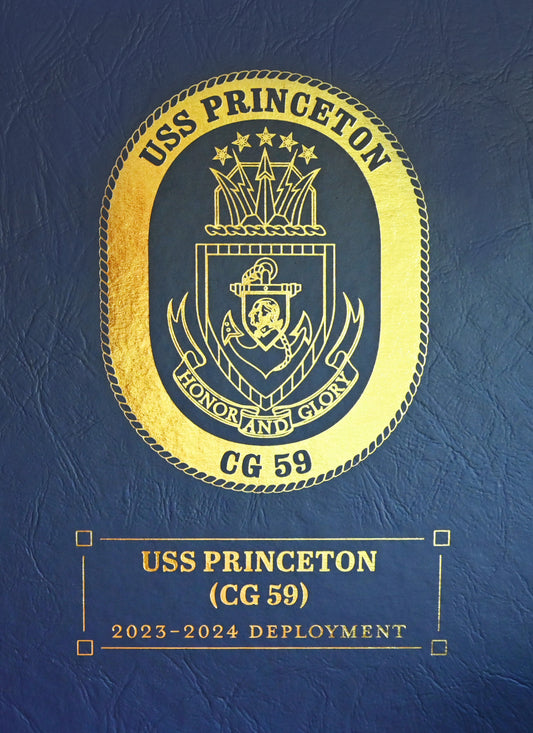 USS PRINCETON
HONOR AND GLORY
CG 59
USS PRINCETON
(CG 59)
2023-2024 DEPLOYMENT